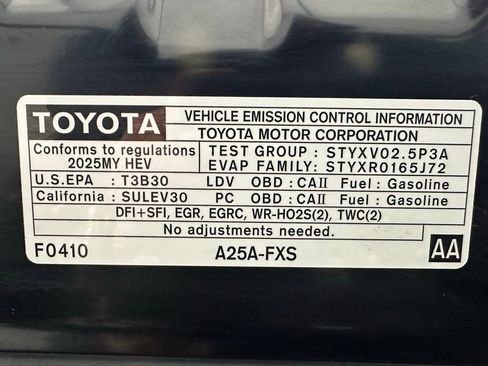 TOYOTA VEHICLE EMISSION CONTROL INFORMATION
TOYOTA MOTOR CORPORATION
Conforms to regulations
2025MY HEV
TEST GROUP : STYXV02.5P3A
EVAP FAMILY: STYXR0165J72
U.S.EPA : T3B30 LDV OBD : CAII Fuel : Gasoline
California : SULEV30 PC OBD : CAII Fuel : Gasoline
DFI+SFI, EGR, EGRC, WR-HO2S(2), TWC(2)
No adjustments needed.
F0410 A25A-FXS AA